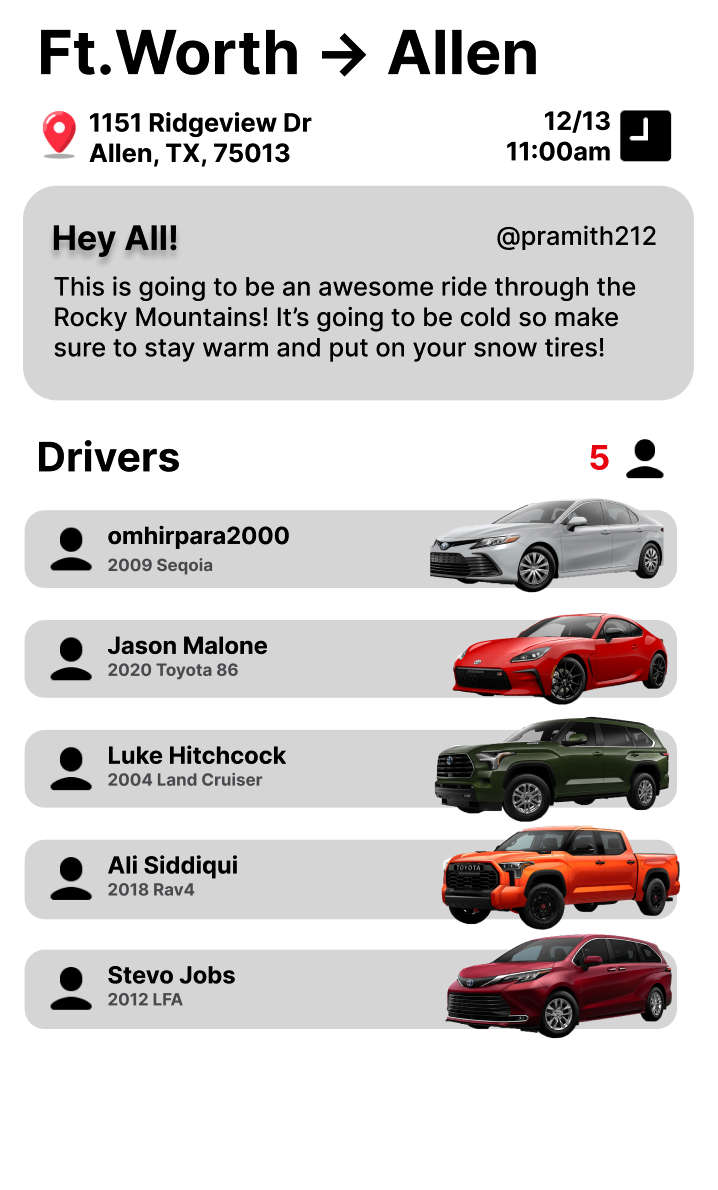 Ft.Worth → Allen
1151 Ridgeview Dr
Allen, TX, 75013
12/13
11:00am
Hey All!
@pramith212
This is going to be an awesome ride through the
Rocky Mountains! It’s going to be cold so make
sure to stay warm and put on your snow tires!
Drivers
5
omhirpara2000
2009 Seqoia
Jason Malone
2020 Toyota 86
Luke Hitchcock
2004 Land Cruiser
Ali Siddiqui
2018 Rav4
TOYOTA
Stevo Jobs
2012 LFA